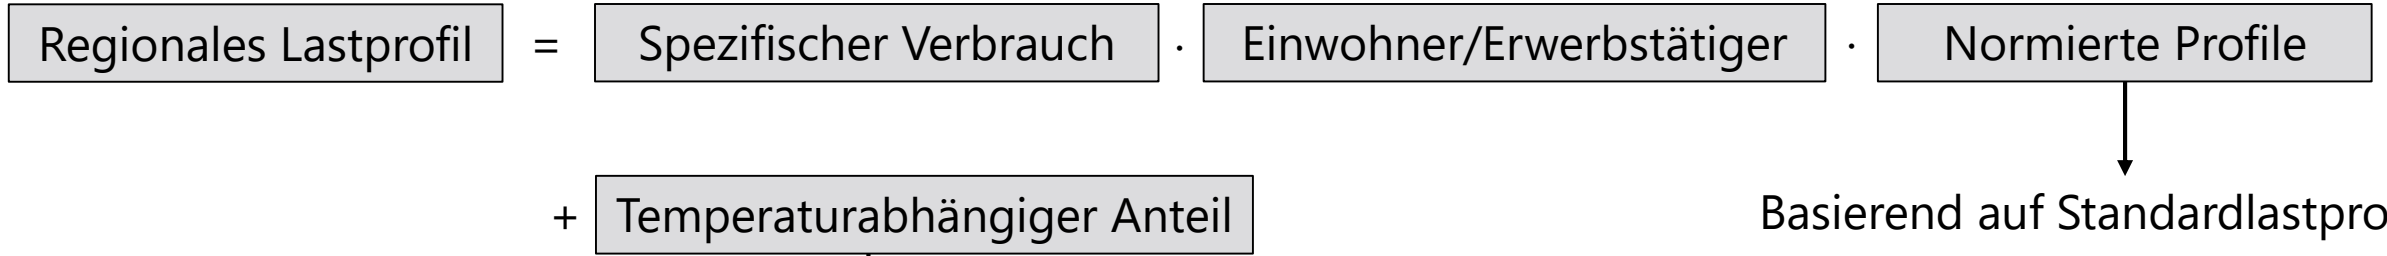 Regionales Lastprofil = Spezifischer Verbrauch · Einwohner/Erwerbstätiger · Normierte Profile
+ Temperaturabhängiger Anteil
Basierend auf Standardlastpro